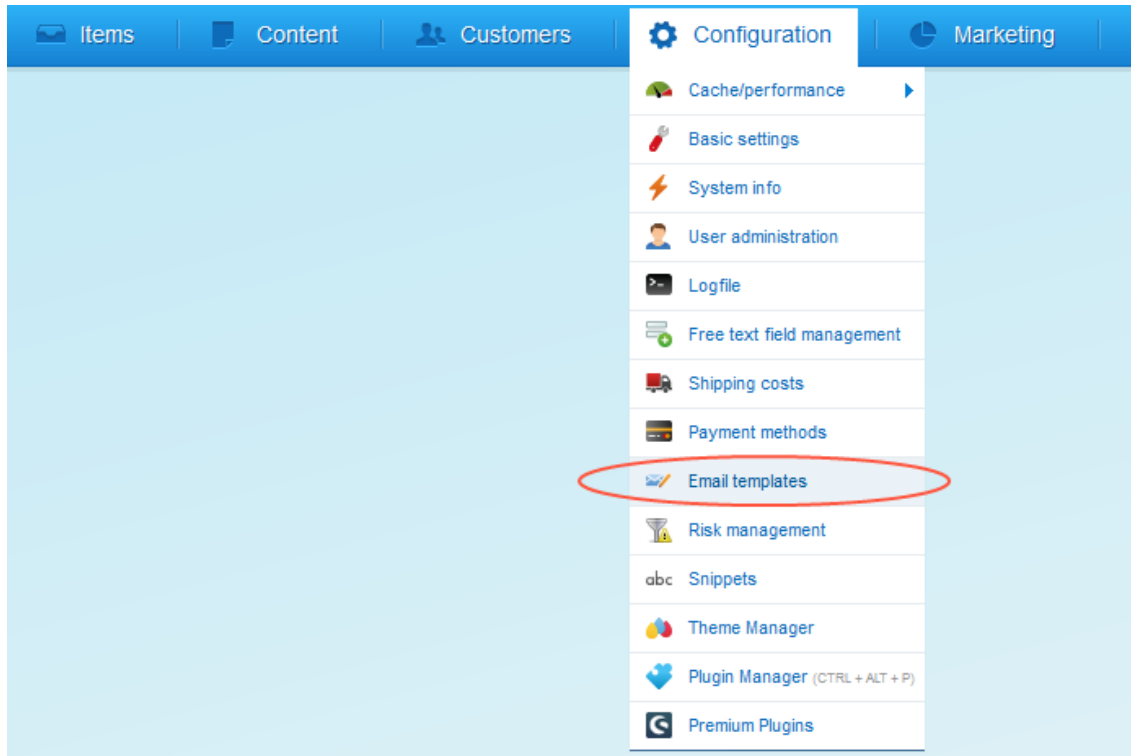 Items Content Customers Configuration Marketing
Cache/performance
Basic settings
System info
User administration
Logfile
Free text field management
Shipping costs
Payment methods
Email templates
Risk management
abc Snippets
Theme Manager
Plugin Manager (CTRL + ALT + P)
Premium Plugins